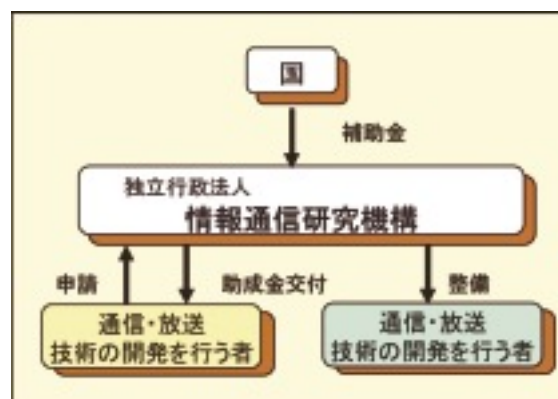 国
補助金
独立行政法人
情報通信研究機構
申請
助成金交付
整備
通信・放送
技術の開発を行う者
通信・放送
技術の開発を行う者